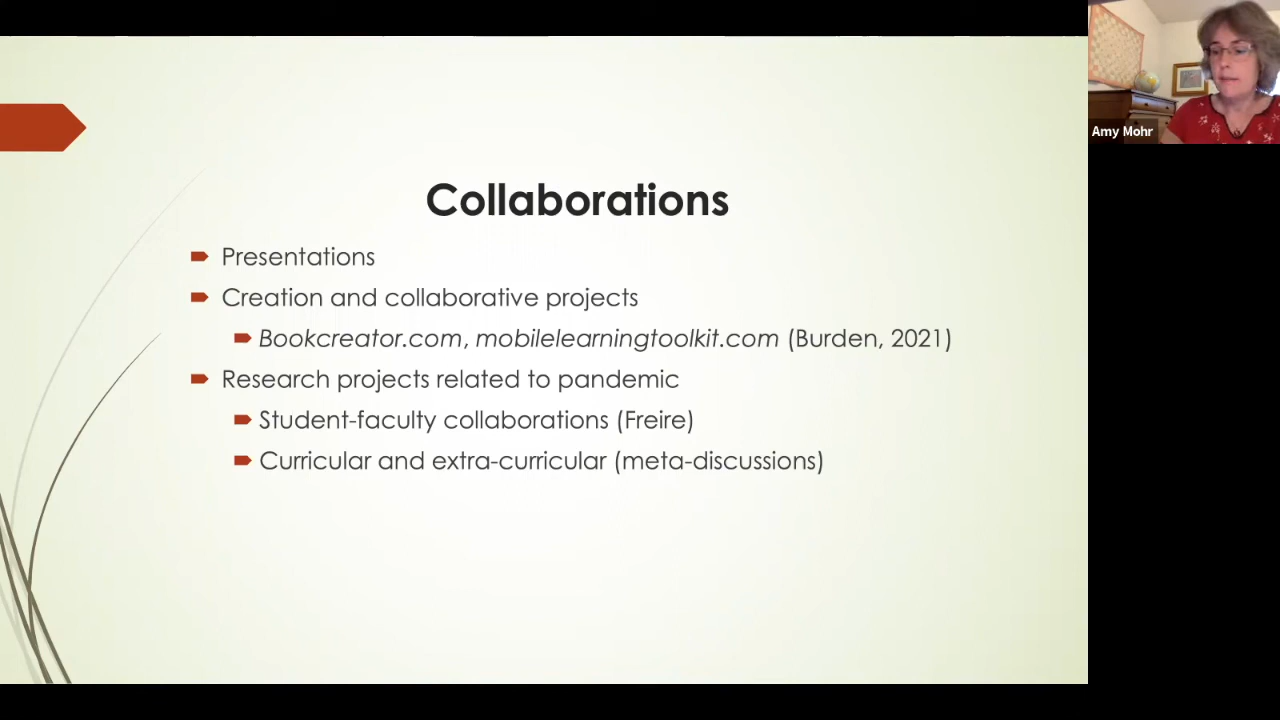 Collaborations
Presentations
Creation and collaborative projects
Bookcreator.com, mobilelearningtoolkit.com (Burden, 2021)
Research projects related to pandemic
Student-faculty collaborations (Freire)
Curricular and extra-curricular (meta-discussions)
Amy Mohr